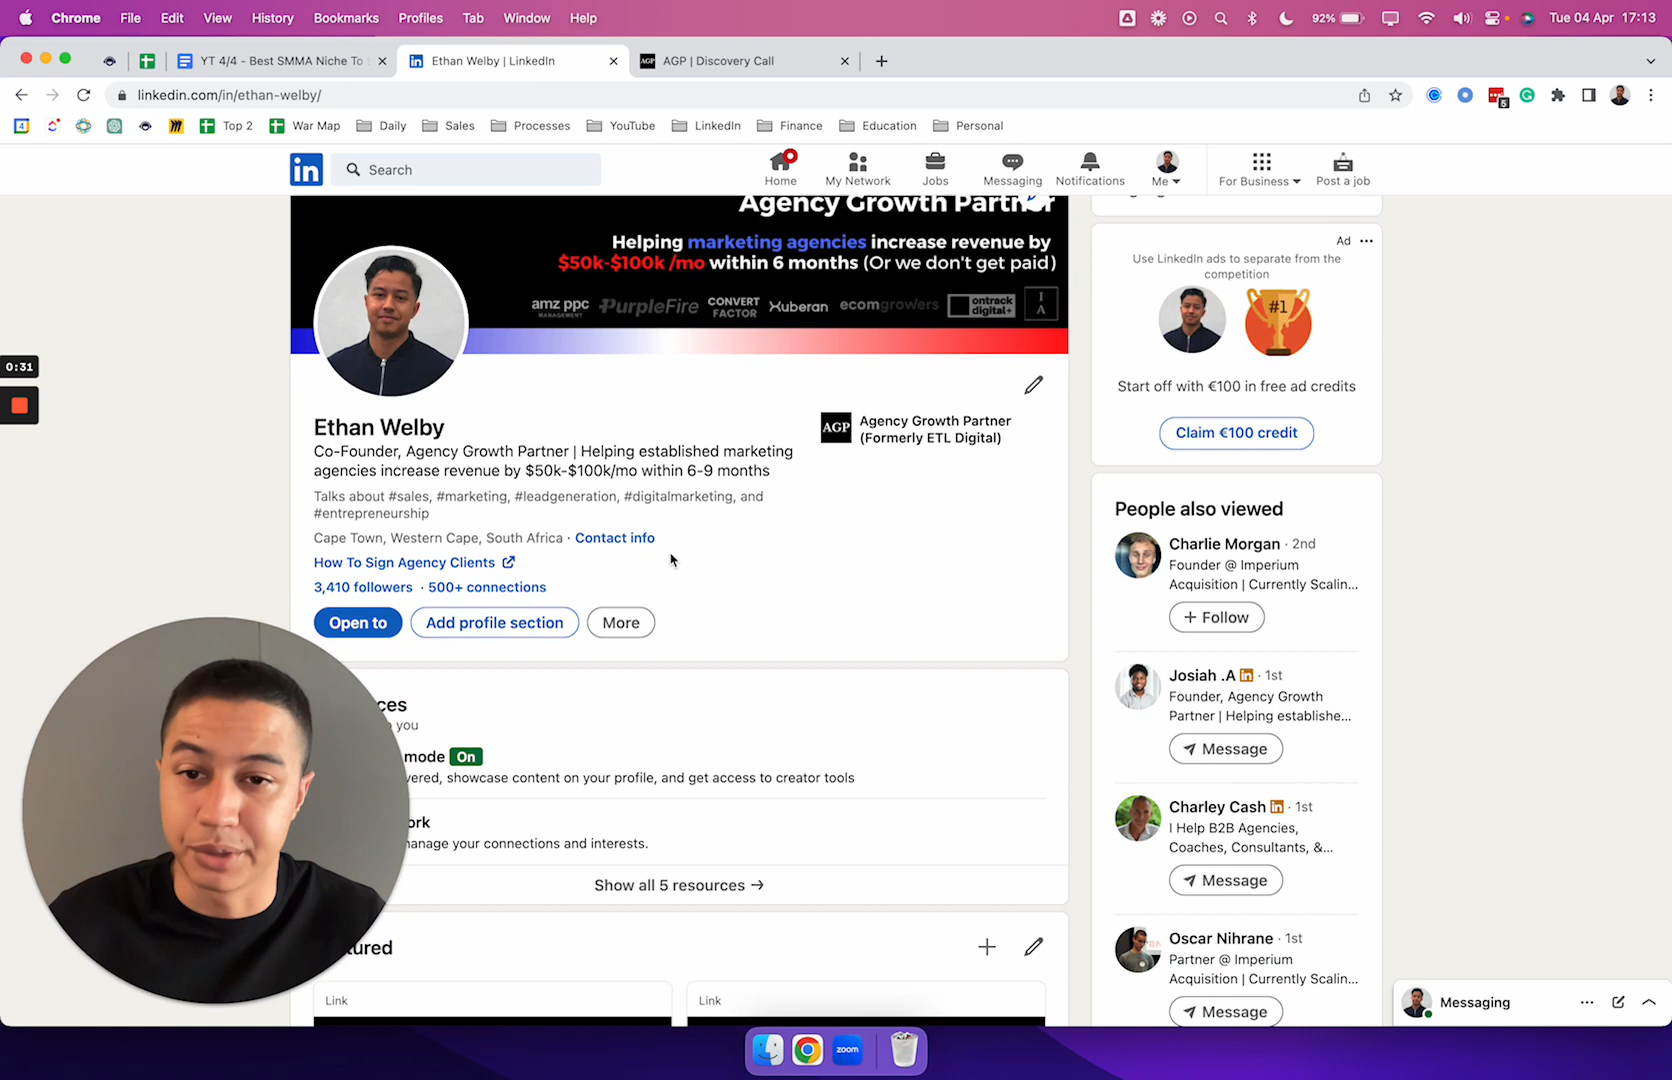 Chrome File Edit View History Bookmarks Profiles Tab Window Help
92% Tue 04 Apr 17:13
YT 4/4 - Best SMMA Niche To
Ethan Welby | LinkedIn
AGP | Discovery Call
linkedin.com/in/ethan-welby/
5
4 Top 2 War Map Daily Sales Processes YouTube LinkedIn Finance Education Personal
in Search
Home My Network Jobs Messaging Notifications Me For Business Post a job
Agency Growth Partner
Helping marketing agencies increase revenue by
$50k-$100k /mo within 6 months (Or we don't get paid)
amz ppc MANAGEMENT PurpleFire CONVERT FACTOR Xuberan ecomgrowers ontrack digital+ I A
0:31
Ethan Welby
Co-Founder, Agency Growth Partner | Helping established marketing
agencies increase revenue by $50k-$100k/mo within 6-9 months
Talks about #sales, #marketing, #leadgeneration, #digitalmarketing, and
#entrepreneurship
Cape Town, Western Cape, South Africa · Contact info
How To Sign Agency Clients
3,410 followers · 500+ connections
Open to Add profile section More
AGP Agency Growth Partner
(Formerly ETL Digital)
ces
you
mode On
vered, showcase content on your profile, and get access to creator tools
ork
anage your connections and interests.
Show all 5 resources →
tured
Link
Link
Ad
Use LinkedIn ads to separate from the
competition
#1
Start off with €100 in free ad credits
Claim €100 credit
People also viewed
Charlie Morgan · 2nd
Founder @ Imperium
Acquisition | Currently Scalin...
+ Follow
Josiah .A in · 1st
Founder, Agency Growth
Partner | Helping establishe...
Message
Charley Cash in · 1st
I Help B2B Agencies,
Coaches, Consultants, &...
Message
Oscar Nihrane · 1st
Partner @ Imperium
Acquisition | Currently Scalin...
Message
Messaging
zoom